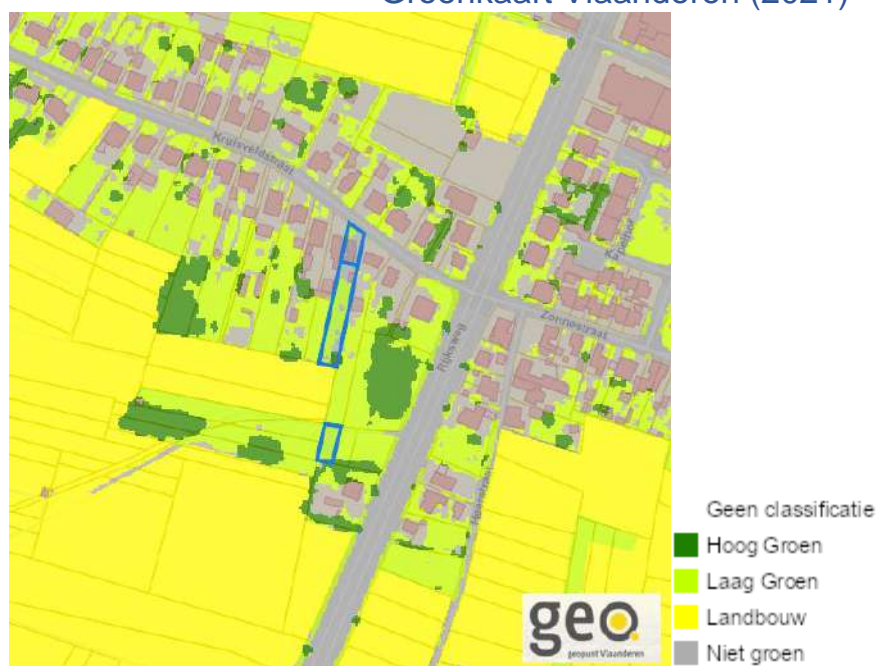 Groenkaart Vlaanderen (2021)
Kruisveldstraat
Zonnestraat
Rijksweg
geo
geopunt Vlaanderen
Geen classificatie
Hoog Groen
Laag Groen
Landbouw
Niet groen